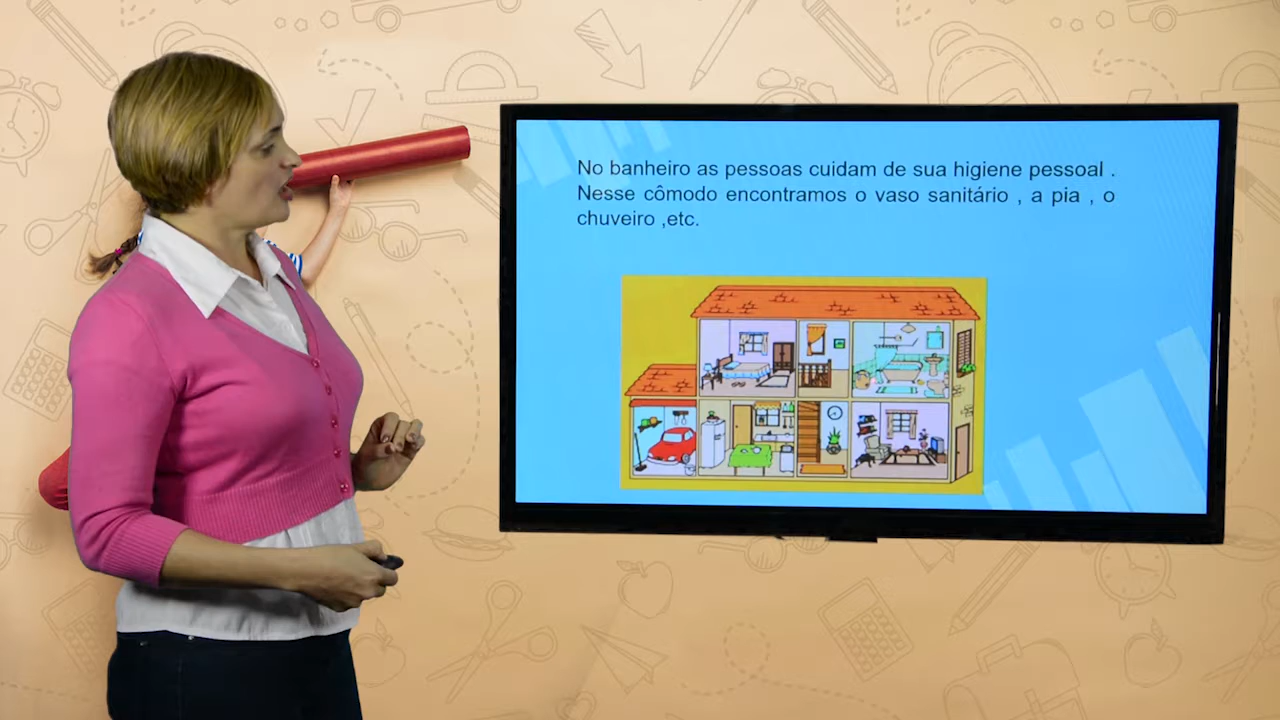 No banheiro as pessoas cuidam de sua higiene pessoal .
Nesse cômodo encontramos o vaso sanitário , a pia , o
chuveiro ,etc.